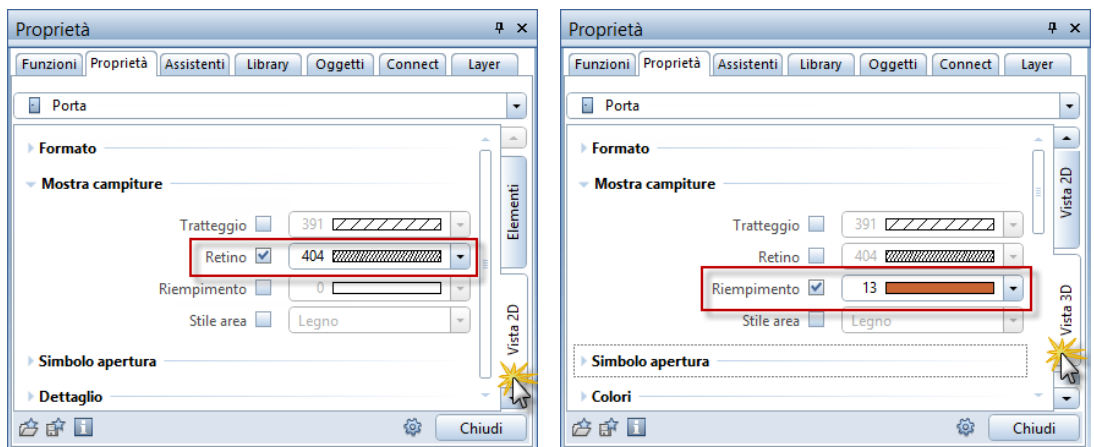 Proprietà
Funzioni Proprietà Assistenti Library Oggetti Connect Layer
Porta
Formato
Mostra campiture
Tratteggio 391
Retino 404
Riempimento 0
Stile area Legno
Simbolo apertura
Dettaglio
Elementi
Vista 2D
Chiudi
Proprietà
Funzioni Proprietà Assistenti Library Oggetti Connect Layer
Porta
Formato
Mostra campiture
Tratteggio 391
Retino 404
Riempimento 13
Stile area Legno
Simbolo apertura
Colori
Vista 2D
Vista 3D
Chiudi